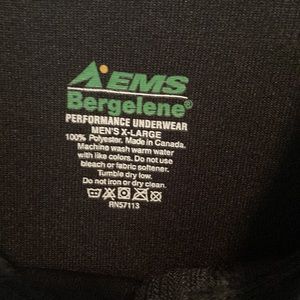 EMS
Bergelene®
PERFORMANCE UNDERWEAR
MEN'S X-LARGE
100% Polyester. Made in Canada.
Machine wash warm water
with like colors. Do not use
bleach or fabric softener.
Tumble dry low.
Do not iron or dry clean.
RN57113